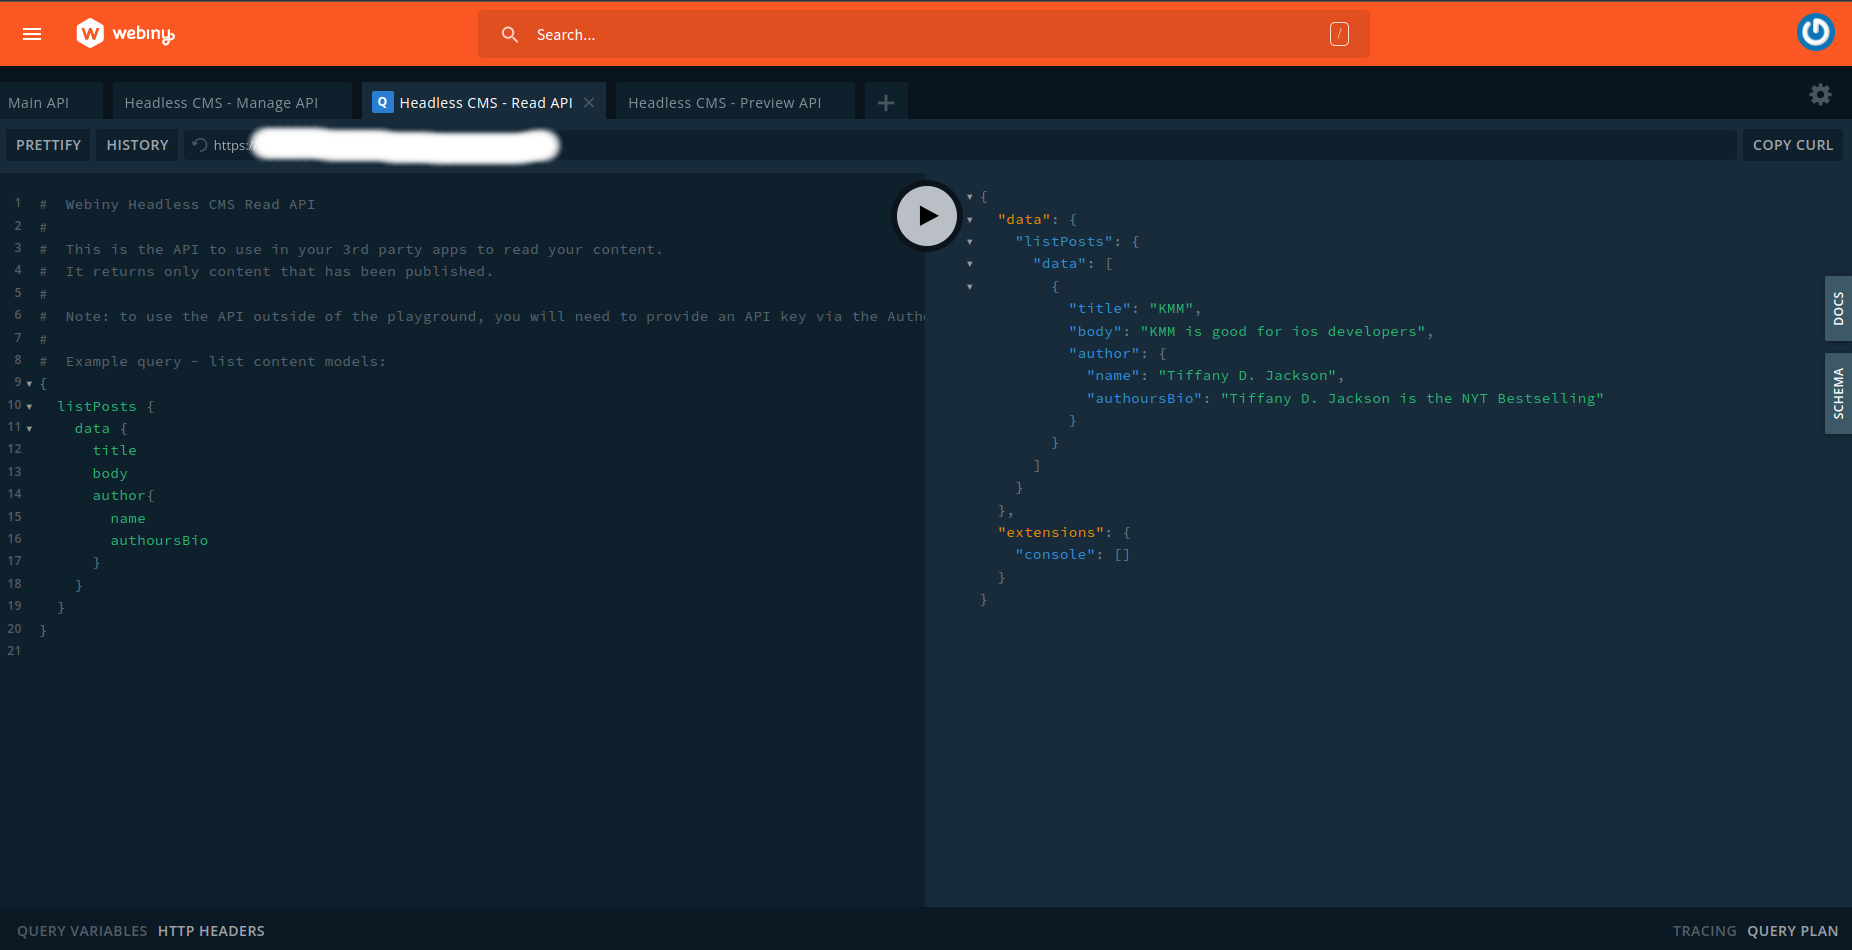 webiny
Search...
/
Main API
Headless CMS - Manage API
Q Headless CMS - Read API
Headless CMS - Preview API
PRETTIFY
HISTORY
https:/
COPY CURL
1 # Webiny Headless CMS Read API
2 #
3 # This is the API to use in your 3rd party apps to read your content.
4 # It returns only content that has been published.
5 #
6 # Note: to use the API outside of the playground, you will need to provide an API key via the Auth
7 #
8 # Example query - list content models:
9 {
10 listPosts {
11 data {
12 title
13 body
14 author{
15 name
16 authoursBio
17 }
18 }
19 }
20 }
21
{
"data": {
"listPosts": {
"data": [
{
"title": "KMM",
"body": "KMM is good for ios developers",
"author": {
"name": "Tiffany D. Jackson",
"authoursBio": "Tiffany D. Jackson is the NYT Bestselling"
}
}
]
}
},
"extensions": {
"console": []
}
}
DOCS
SCHEMA
QUERY VARIABLES
HTTP HEADERS
TRACING
QUERY PLAN